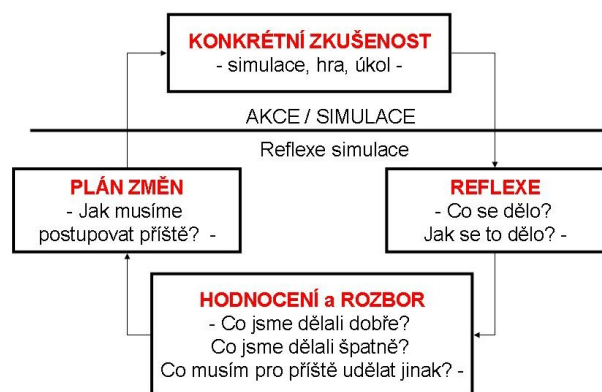 KONKRÉTNÍ ZKUŠENOST
- simulace, hra, úkol -
AKCE / SIMULACE
Reflexe simulace
PLÁN ZMĚN
- Jak musíme
postupovat příště? -
REFLEXE
- Co se dělo?
Jak se to dělo? -
HODNOCENÍ a ROZBOR
- Co jsme dělali dobře?
Co jsme dělali špatně?
Co musím pro příště udělat jinak? -